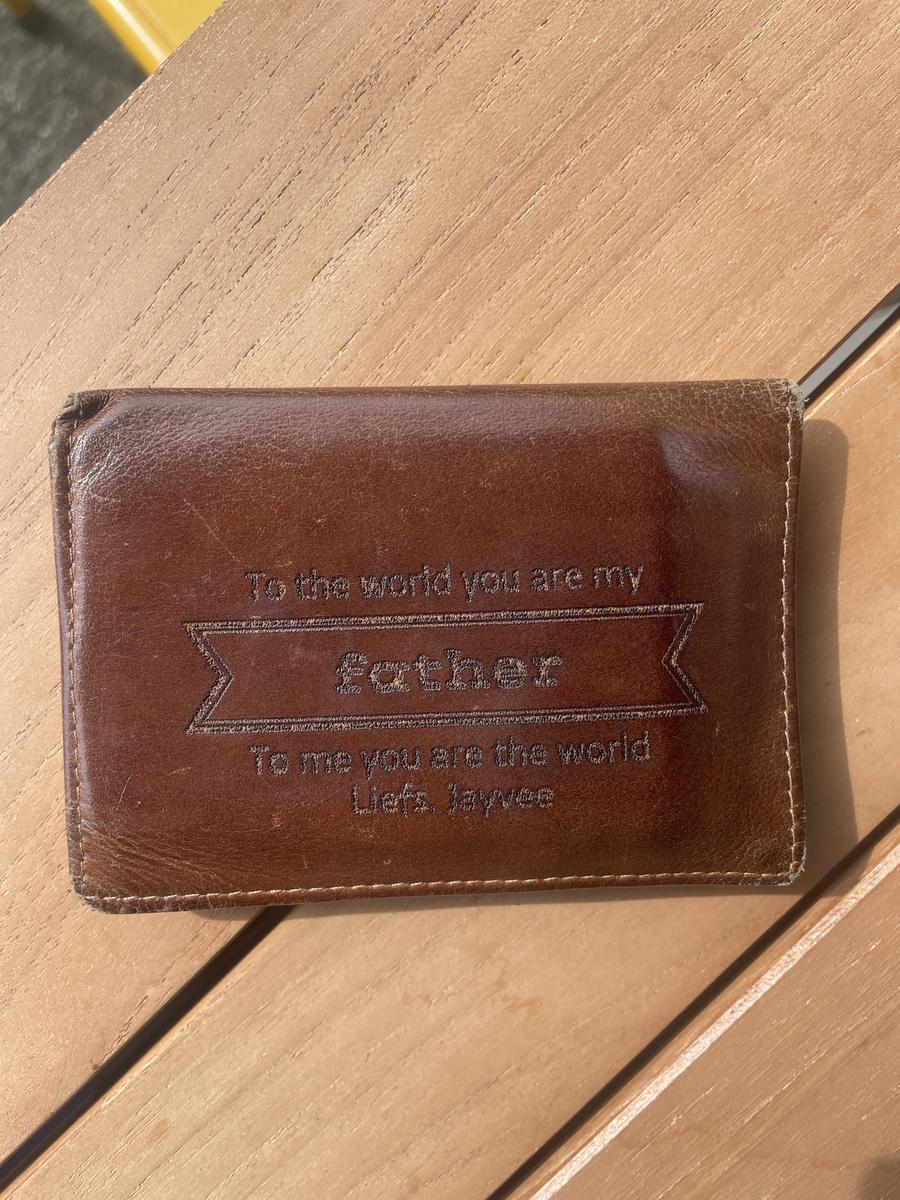 To the world you are my
father
To me you are the world
Liefs, Jayvee